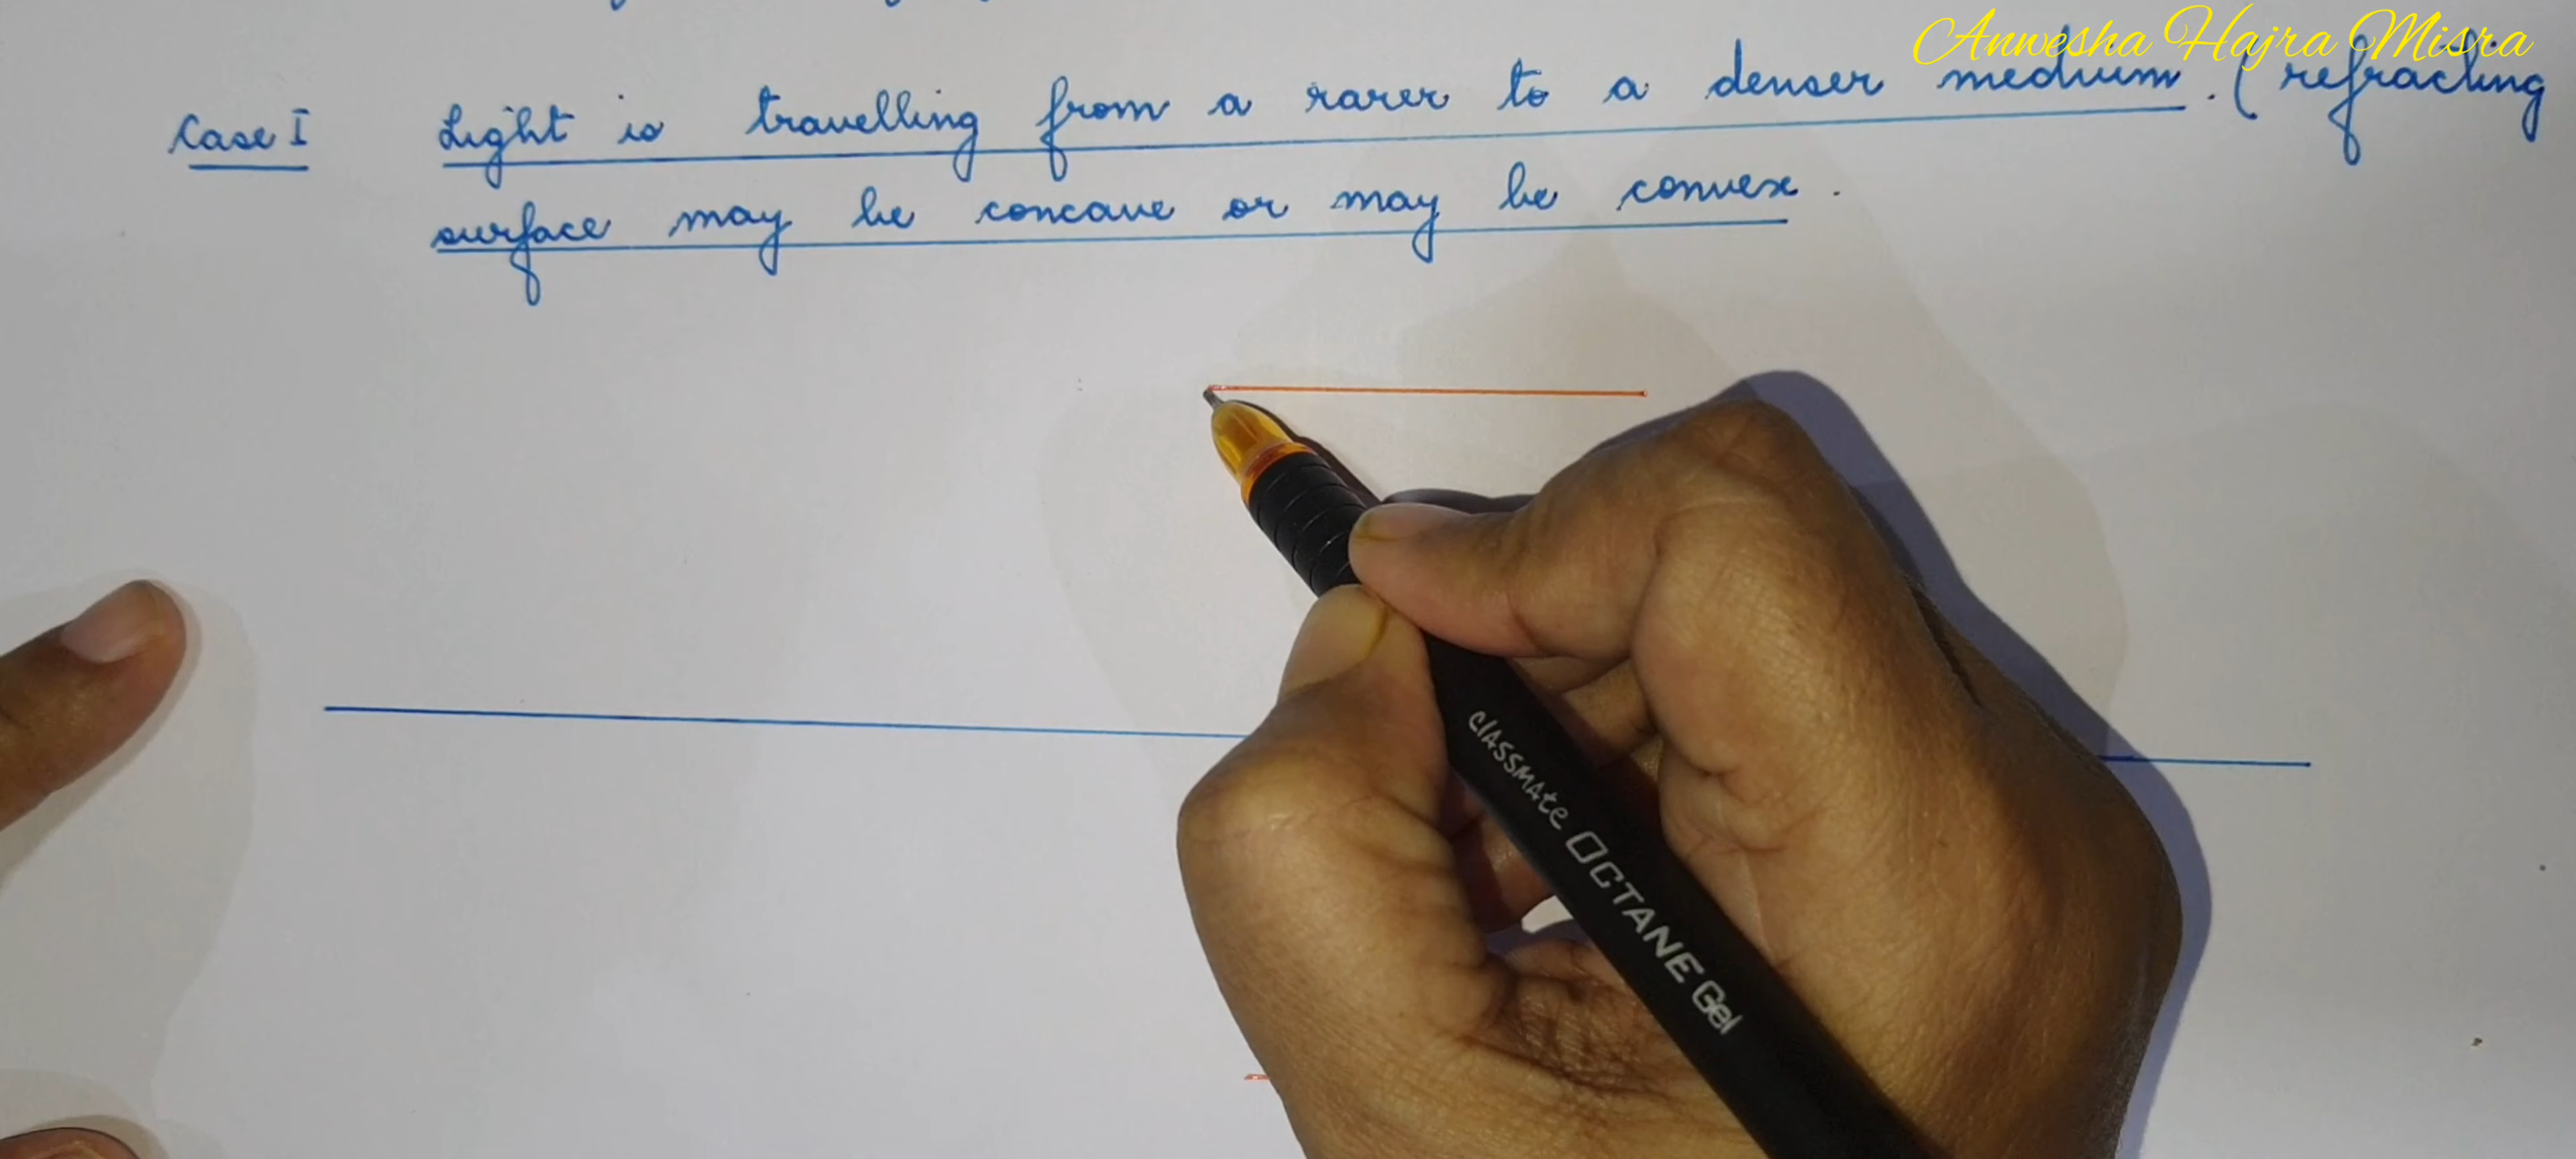 Anwesha Hajra Misra
Case I Light is travelling from a rarer to a denser medium. (refracting
surface may be concave or may be convex.
classmate OCTANE Gel